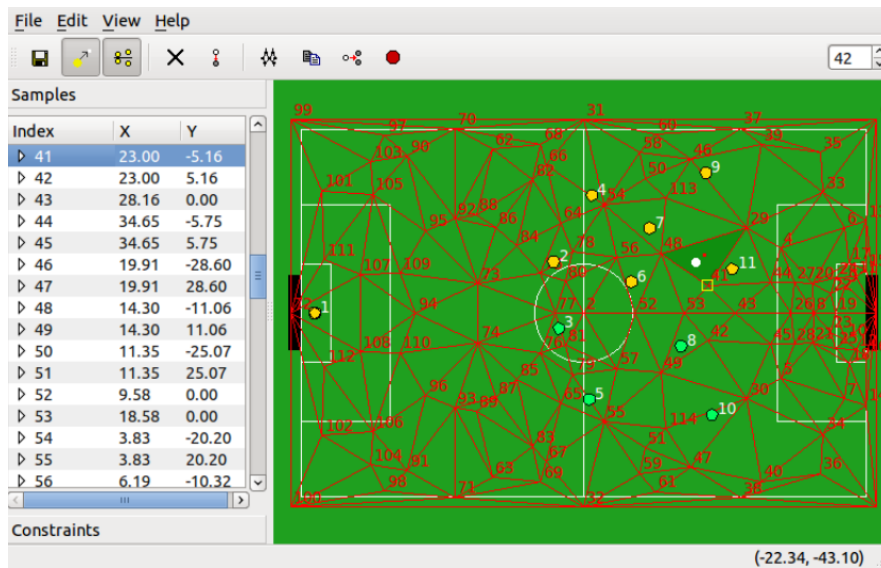 File Edit View Help
42
Samples
Index X Y
41 23.00 -5.16
42 23.00 5.16
43 28.16 0.00
44 34.65 -5.75
45 34.65 5.75
46 19.91 -28.60
47 19.91 28.60
48 14.30 -11.06
49 14.30 11.06
50 11.35 -25.07
51 11.35 25.07
52 9.58 0.00
53 18.58 0.00
54 3.83 -20.20
55 3.83 20.20
56 6.19 -10.32
Constraints
99 70 31 37
97 60
103 90 62 68 58 46 39 35
66 50 9
101 105 82 4 54 113 33
92 88 64 29 6
95 86 7
84 78 56 48 4
111 2 17
107 109 73 80 6 41 11 44 27 20
1 94 77 2 52 53 43 26 8 19
3
74 81 42
112 108 110 76 57 8 45 28 21
79 49
96 87 85 5 30 5 7
93 89 65 55 10
102 106 114 34
83 51
104 91 67 47
98 63 69 59 40 36
100 71 32 61 38
(-22.34, -43.10)